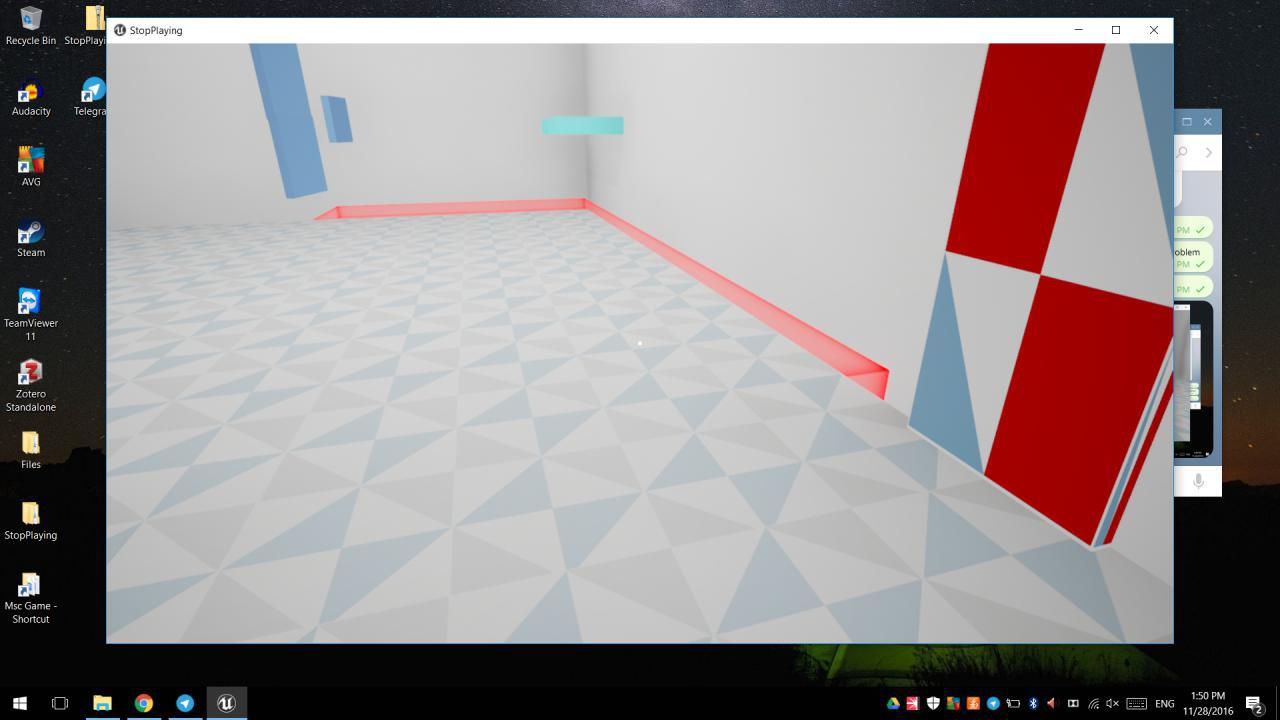 StopPlaying
Recycle Bin
StopPlayi
Audacity
Telegra
AVG
Steam
TeamViewer
11
Zotero
Standalone
Files
StopPlaying
Msc Game -
Shortcut
PM
oblem
PM
PM
ENG
1:50 PM
11/28/2016
2